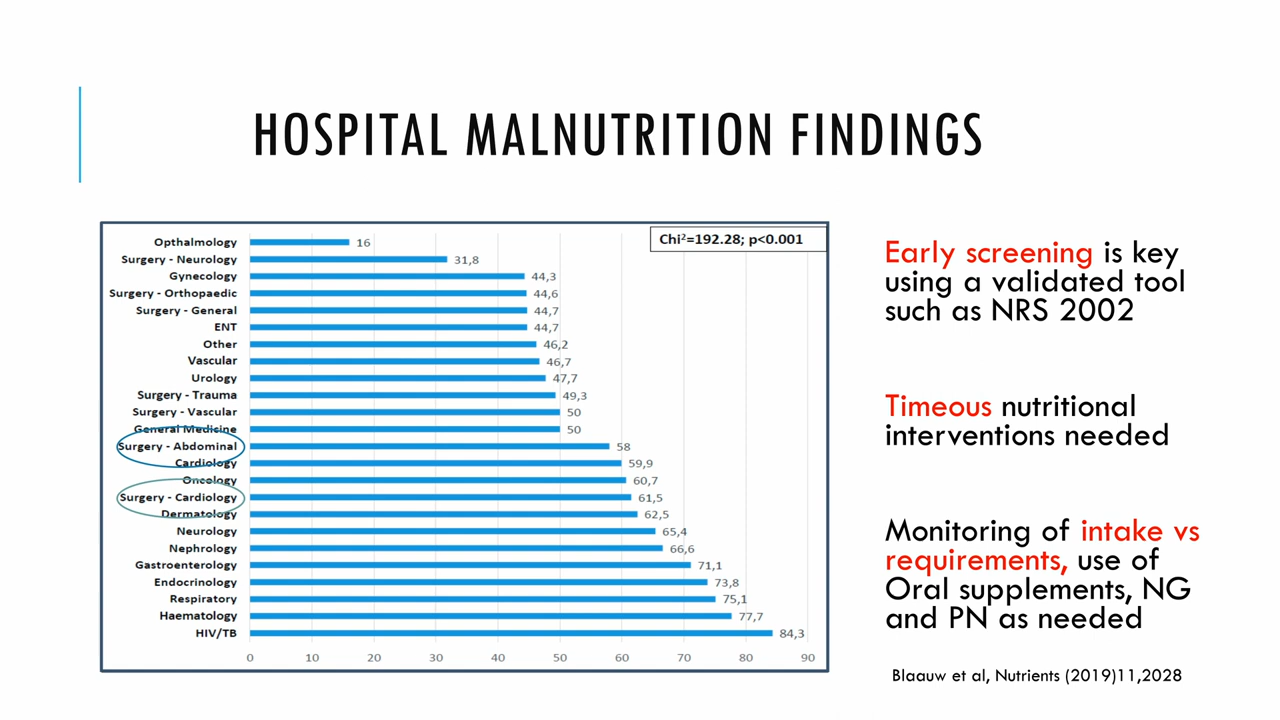 HOSPITAL MALNUTRITION FINDINGS
Chi²=192.28; p<0.001
Opthalmology 16
Surgery - Neurology 31,8
Gynecology 44,3
Surgery - Orthopaedic 44,6
Surgery - General 44,7
ENT 44,7
Other 46,2
Vascular 46,7
Urology 47,7
Surgery - Trauma 49,3
Surgery - Vascular 50
General Medicine 50
Surgery - Abdominal 58
Cardiology 59,9
Oncology 60,7
Surgery - Cardiology 61,5
Dermatology 62,5
Neurology 65,4
Nephrology 66,6
Gastroenterology 71,1
Endocrinology 73,8
Respiratory 75,1
Haematology 77,7
HIV/TB 84,3
0 10 20 30 40 50 60 70 80 90
Early screening is key
using a validated tool
such as NRS 2002
Timeous nutritional
interventions needed
Monitoring of intake vs
requirements, use of
Oral supplements, NG
and PN as needed
Blaauw et al, Nutrients (2019)11,2028